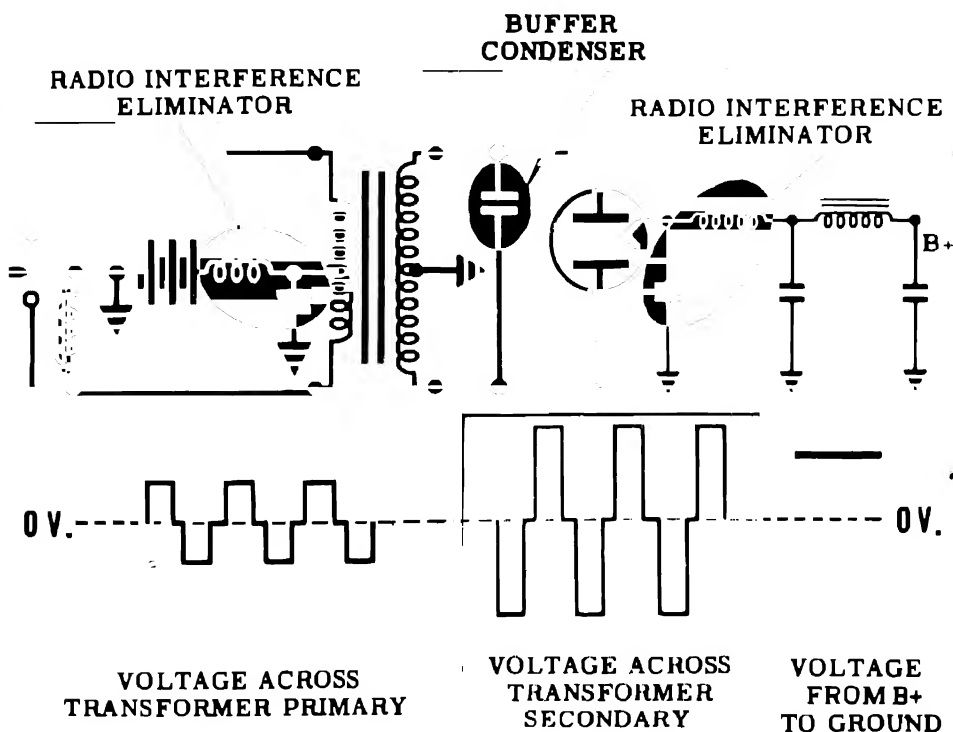 BUFFER
CONDENSER
RADIO INTERFERENCE
ELIMINATOR
RADIO INTERFERENCE
ELIMINATOR
B+
0 V.
0 V.
VOLTAGE ACROSS
TRANSFORMER PRIMARY
VOLTAGE ACROSS
TRANSFORMER
SECONDARY
VOLTAGE
FROM B+
TO GROUND